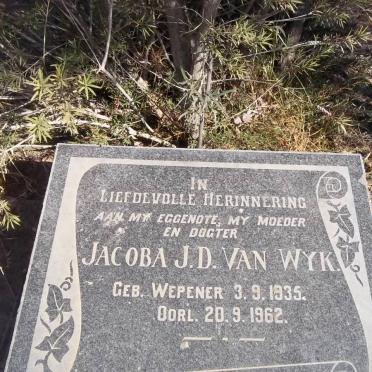 IN
LIEFDEVOLLE HERINNERING
AAN MY EGGENOTE, MY MOEDER
EN DOGTER
JACOBA J.D. VAN WYK.
GEB. WEPENER 3.9.1935.
OORL. 20.9.1962.